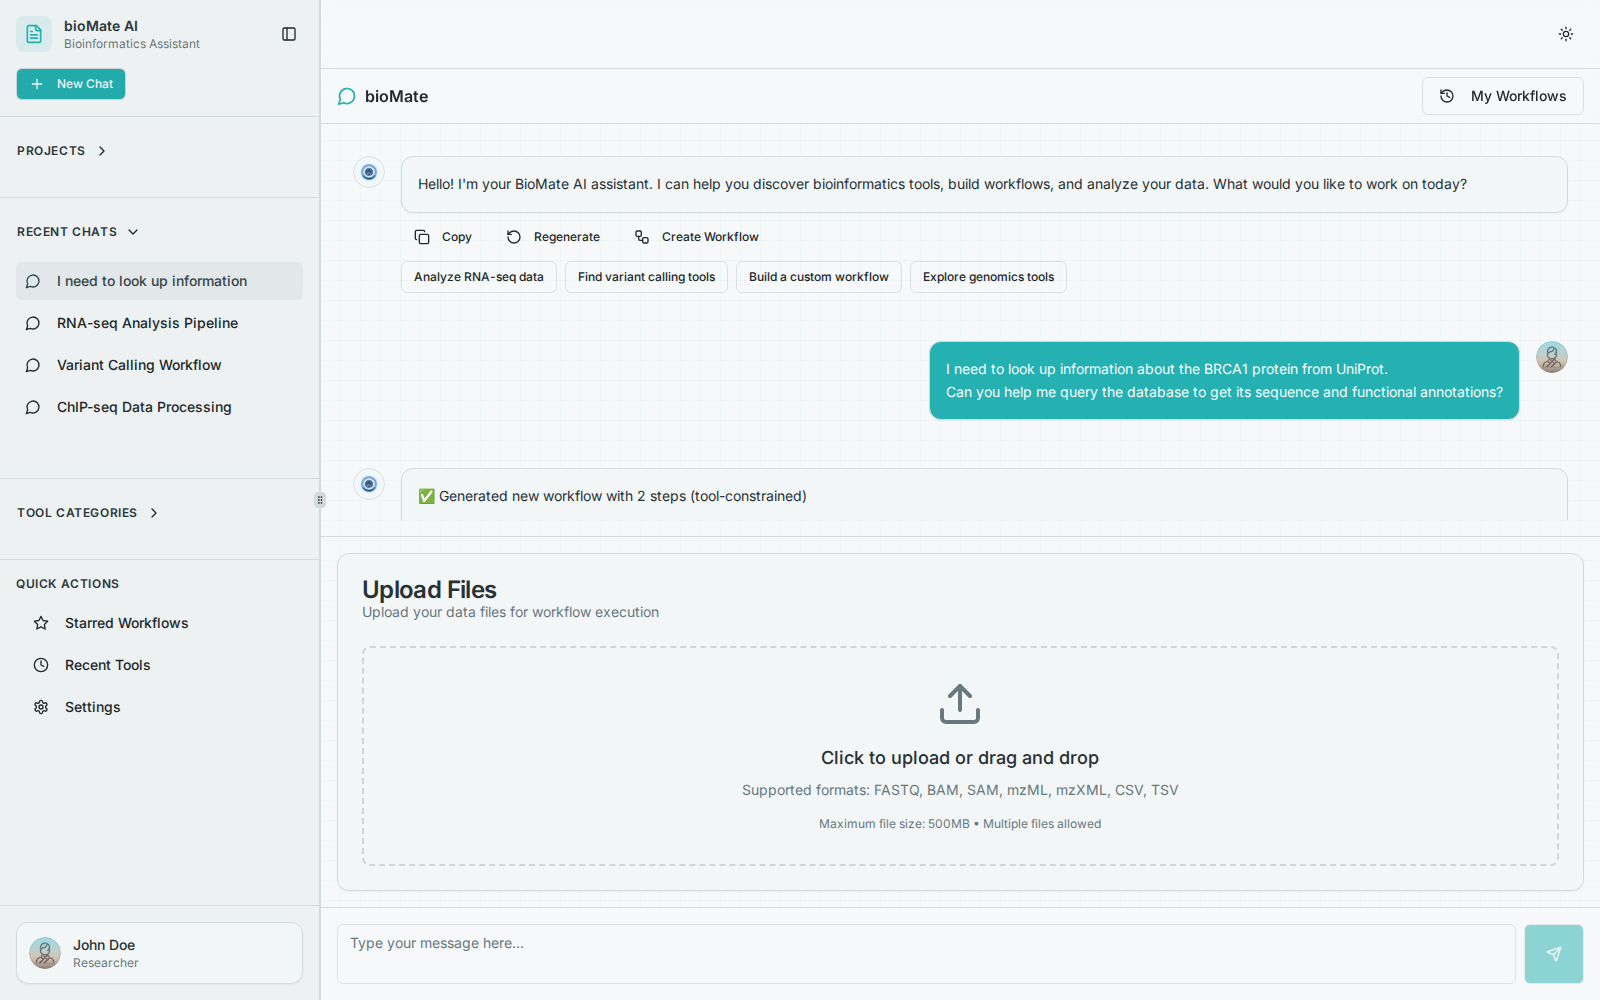 bioMate AI
Bioinformatics Assistant
New Chat
PROJECTS
RECENT CHATS
I need to look up information
RNA-seq Analysis Pipeline
Variant Calling Workflow
ChIP-seq Data Processing
TOOL CATEGORIES
QUICK ACTIONS
Starred Workflows
Recent Tools
Settings
John Doe
Researcher
bioMate
My Workflows
Hello! I'm your BioMate AI assistant. I can help you discover bioinformatics tools, build workflows, and analyze your data. What would you like to work on today?
Copy
Regenerate
Create Workflow
Analyze RNA-seq data
Find variant calling tools
Build a custom workflow
Explore genomics tools
I need to look up information about the BRCA1 protein from UniProt.
Can you help me query the database to get its sequence and functional annotations?
✅ Generated new workflow with 2 steps (tool-constrained)
Upload Files
Upload your data files for workflow execution
Click to upload or drag and drop
Supported formats: FASTQ, BAM, SAM, mzML, mzXML, CSV, TSV
Maximum file size: 500MB • Multiple files allowed
Type your message here...